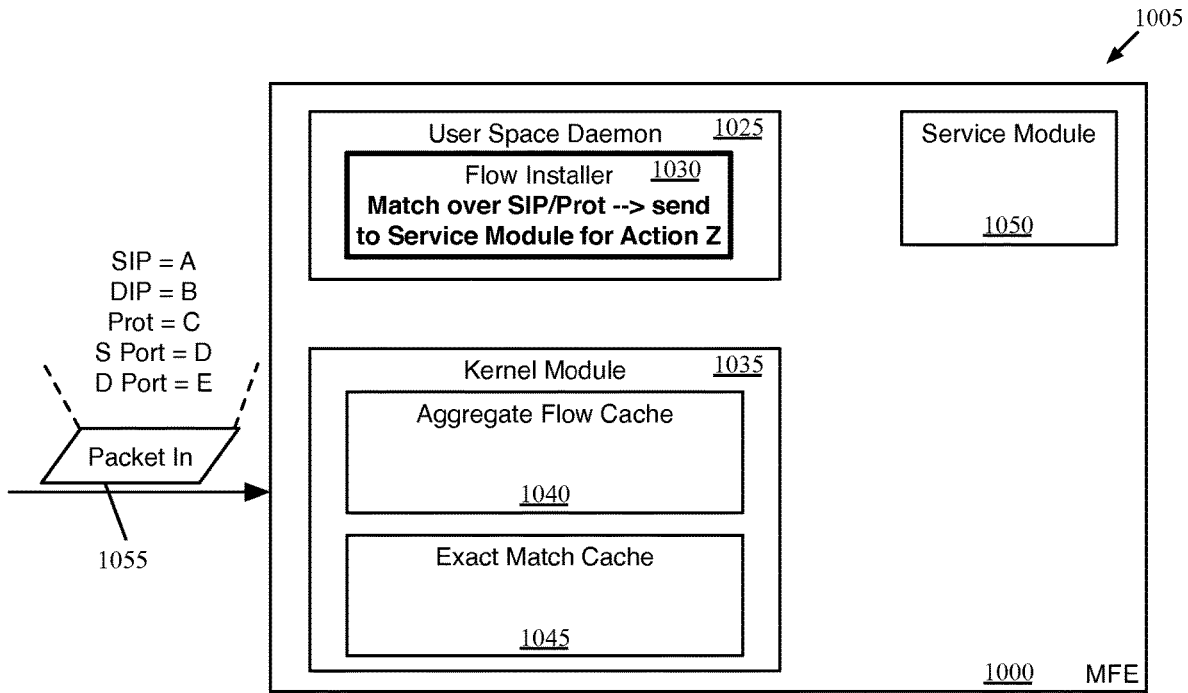 1005
User Space Daemon 1025
Flow Installer 1030
Match over SIP/Prot --> send
to Service Module for Action Z
Service Module
1050
SIP = A
DIP = B
Prot = C
S Port = D
D Port = E
Packet In
1055
Kernel Module 1035
Aggregate Flow Cache
1040
Exact Match Cache
1045
1000 MFE